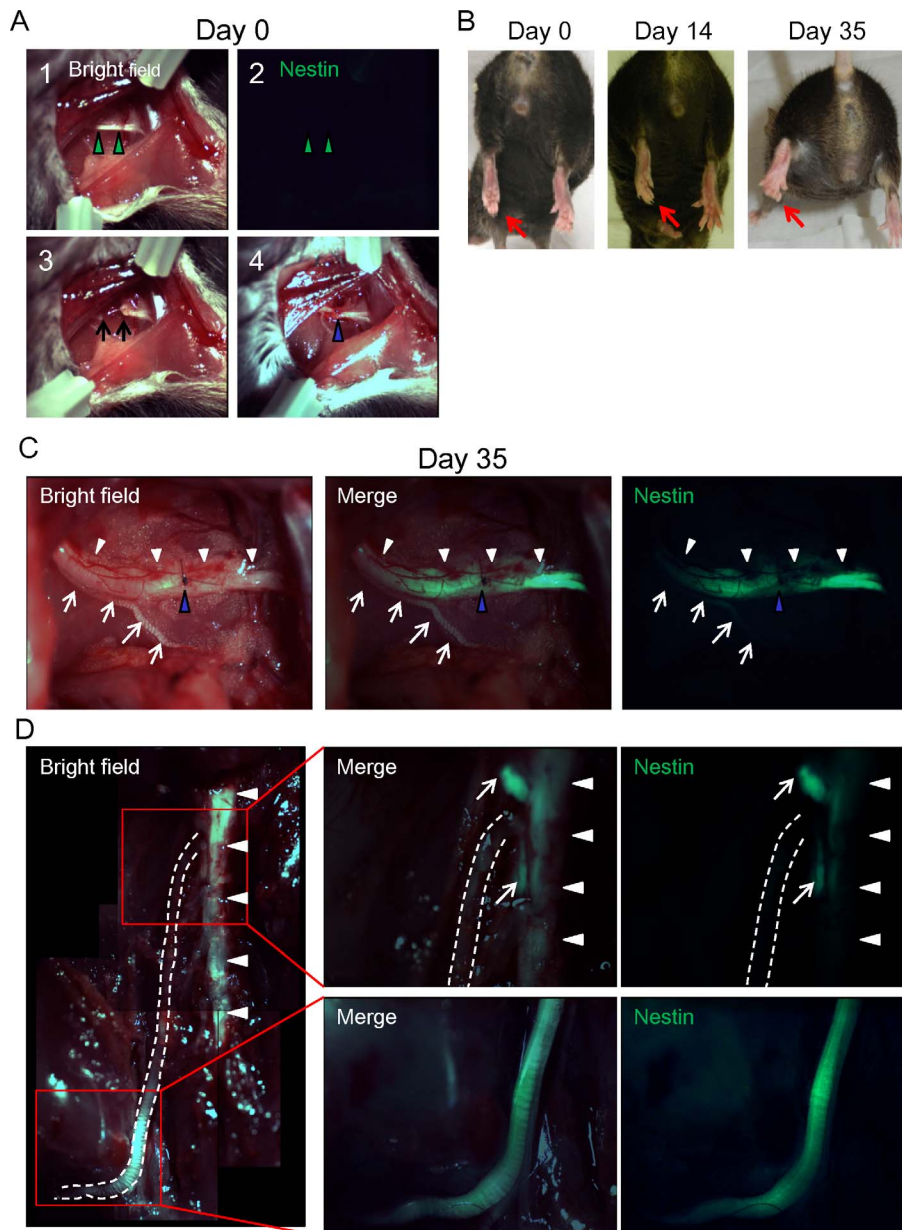 A
Day 0
1 Bright field
2 Nestin
3
4
B
Day 0 Day 14 Day 35
C
Day 35
Bright field Merge Nestin
D
Bright field Merge Nestin
Merge Nestin